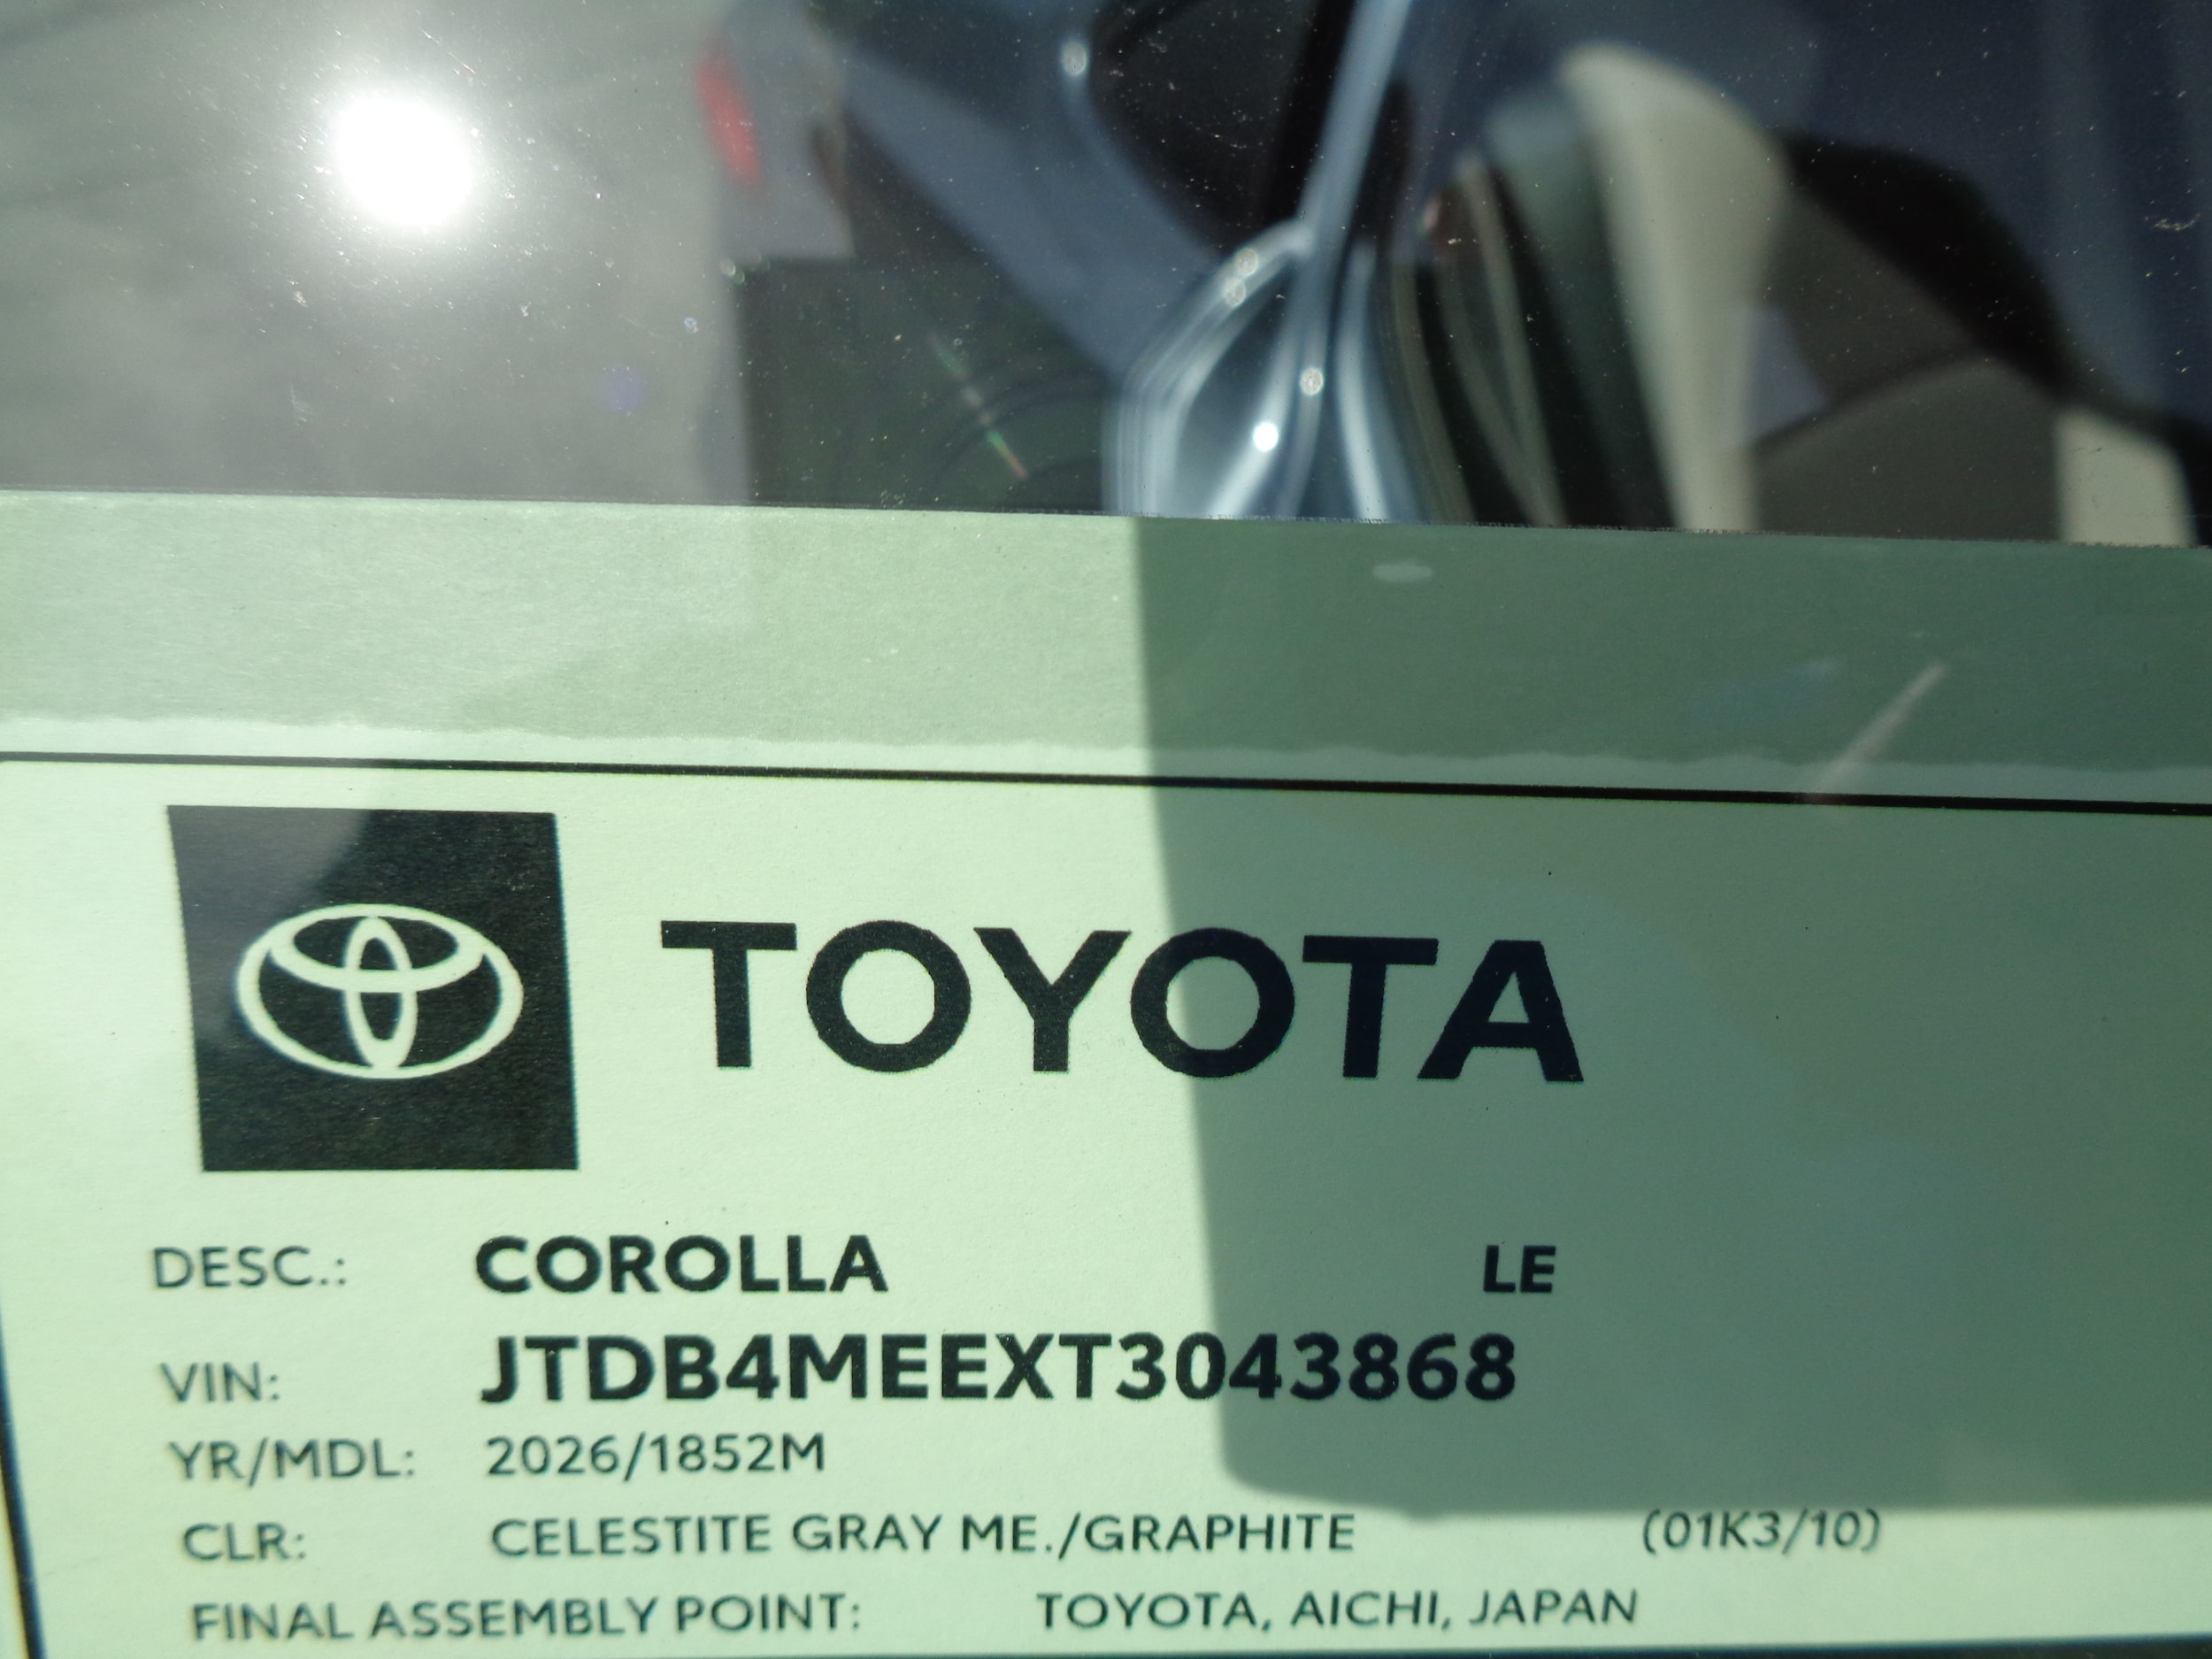 TOYOTA
DESC.: COROLLA LE
VIN: JTDB4MEEXT3043868
YR/MDL: 2026/1852M
CLR: CELESTITE GRAY ME./GRAPHITE (01K3/10)
FINAL ASSEMBLY POINT: TOYOTA, AICHI, JAPAN